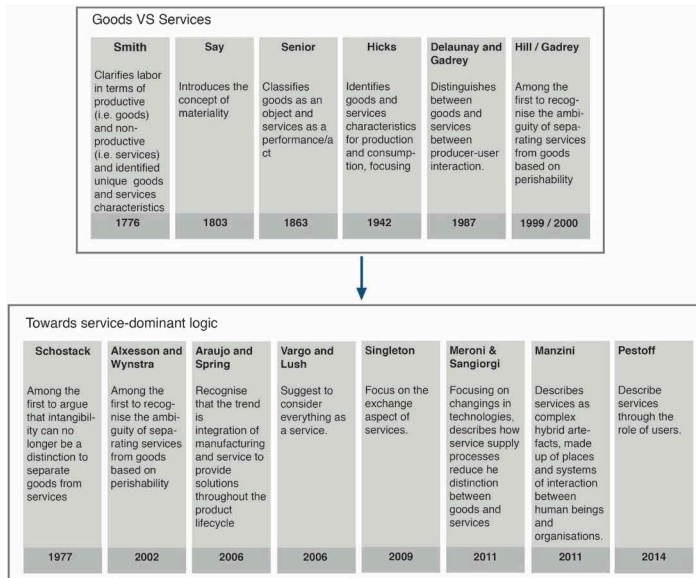 Goods VS Services
Smith
Clarifies labor
in terms of
productive
(i.e. goods)
and non-
productive
(i.e. services)
and identified
unique goods
and services
characteristics
1776
Say
Introduces the
concept of
materiality
1803
Senior
Classifies
goods as an
object and
services as a
performance/a
ct
1863
Hicks
Identifies
goods and
services
characteristics
for production
and consump-
tion, focusing
1942
Delaunay and
Gadrey
Distinguishes
between
goods and
services
between
producer-user
interaction.
1987
Hill / Gadrey
Among the
first to recog-
nise the ambi-
guity of sepa-
rating services
from goods
based on
perishability
1999 / 2000
Towards service-dominant logic
Schostack
Among the
first to argue
that intangibil-
ity can no
longer be a
distinction to
separate
goods from
services
1977
Alxesson and
Wynstra
Among the
first to recog-
nise the ambi-
guity of sepa-
rating services
from goods
based on
perishability
2002
Araujo and
Spring
Recognise
that the trend
is
integration of
manufacturing
and service to
provide
solutions
throughout the
product
lifecycle
2006
Vargo and
Lush
Suggest to
consider
everything as
a service.
2006
Singleton
Focus on the
exchange
aspect of
services.
2009
Meroni &
Sangiorgi
Focusing on
changings in
technologies,
describes how
service supply
processes
reduce he
distinction
between
goods and
services
2011
Manzini
Describes
services as
complex
hybrid arte-
facts, made
up of places
and systems
of interaction
between
human beings
and
organisations.
2011
Pestoff
Describe
services
through the
role of users.
2014